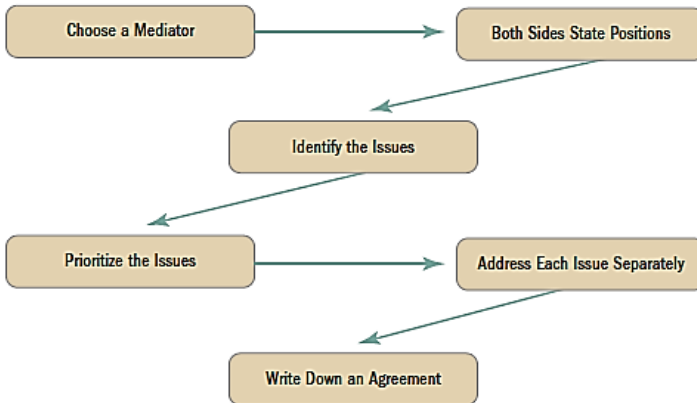 Choose a Mediator
Both Sides State Positions
Identify the Issues
Prioritize the Issues
Address Each Issue Separately
Write Down an Agreement